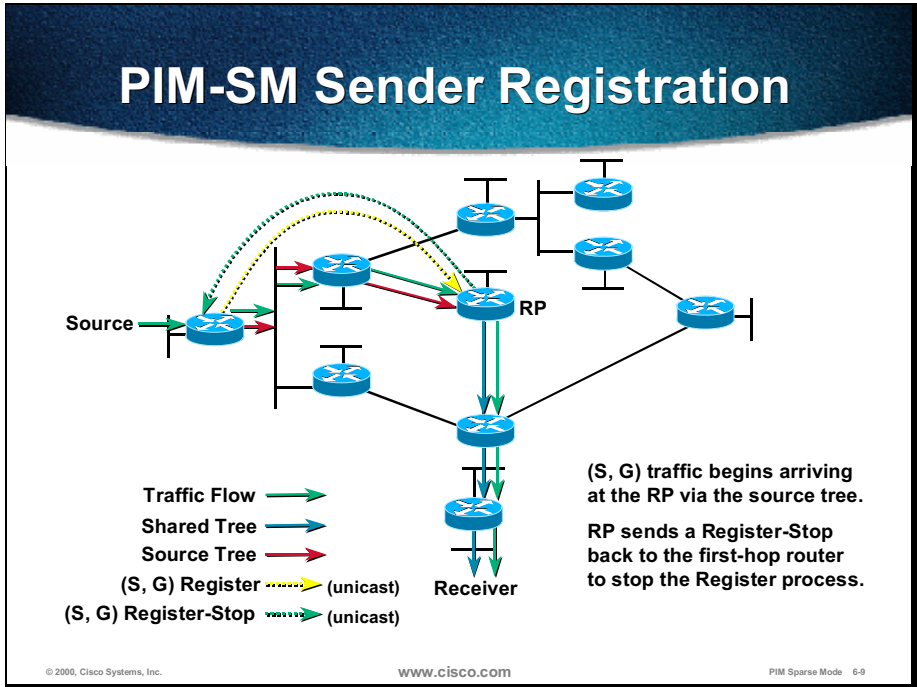 PIM-SM Sender Registration
Source
RP
Receiver
Traffic Flow
Shared Tree
Source Tree
(S, G) Register (unicast)
(S, G) Register-Stop (unicast)
(S, G) traffic begins arriving
at the RP via the source tree.
RP sends a Register-Stop
back to the first-hop router
to stop the Register process.
© 2000, Cisco Systems, Inc.
www.cisco.com
PIM Sparse Mode 6-9